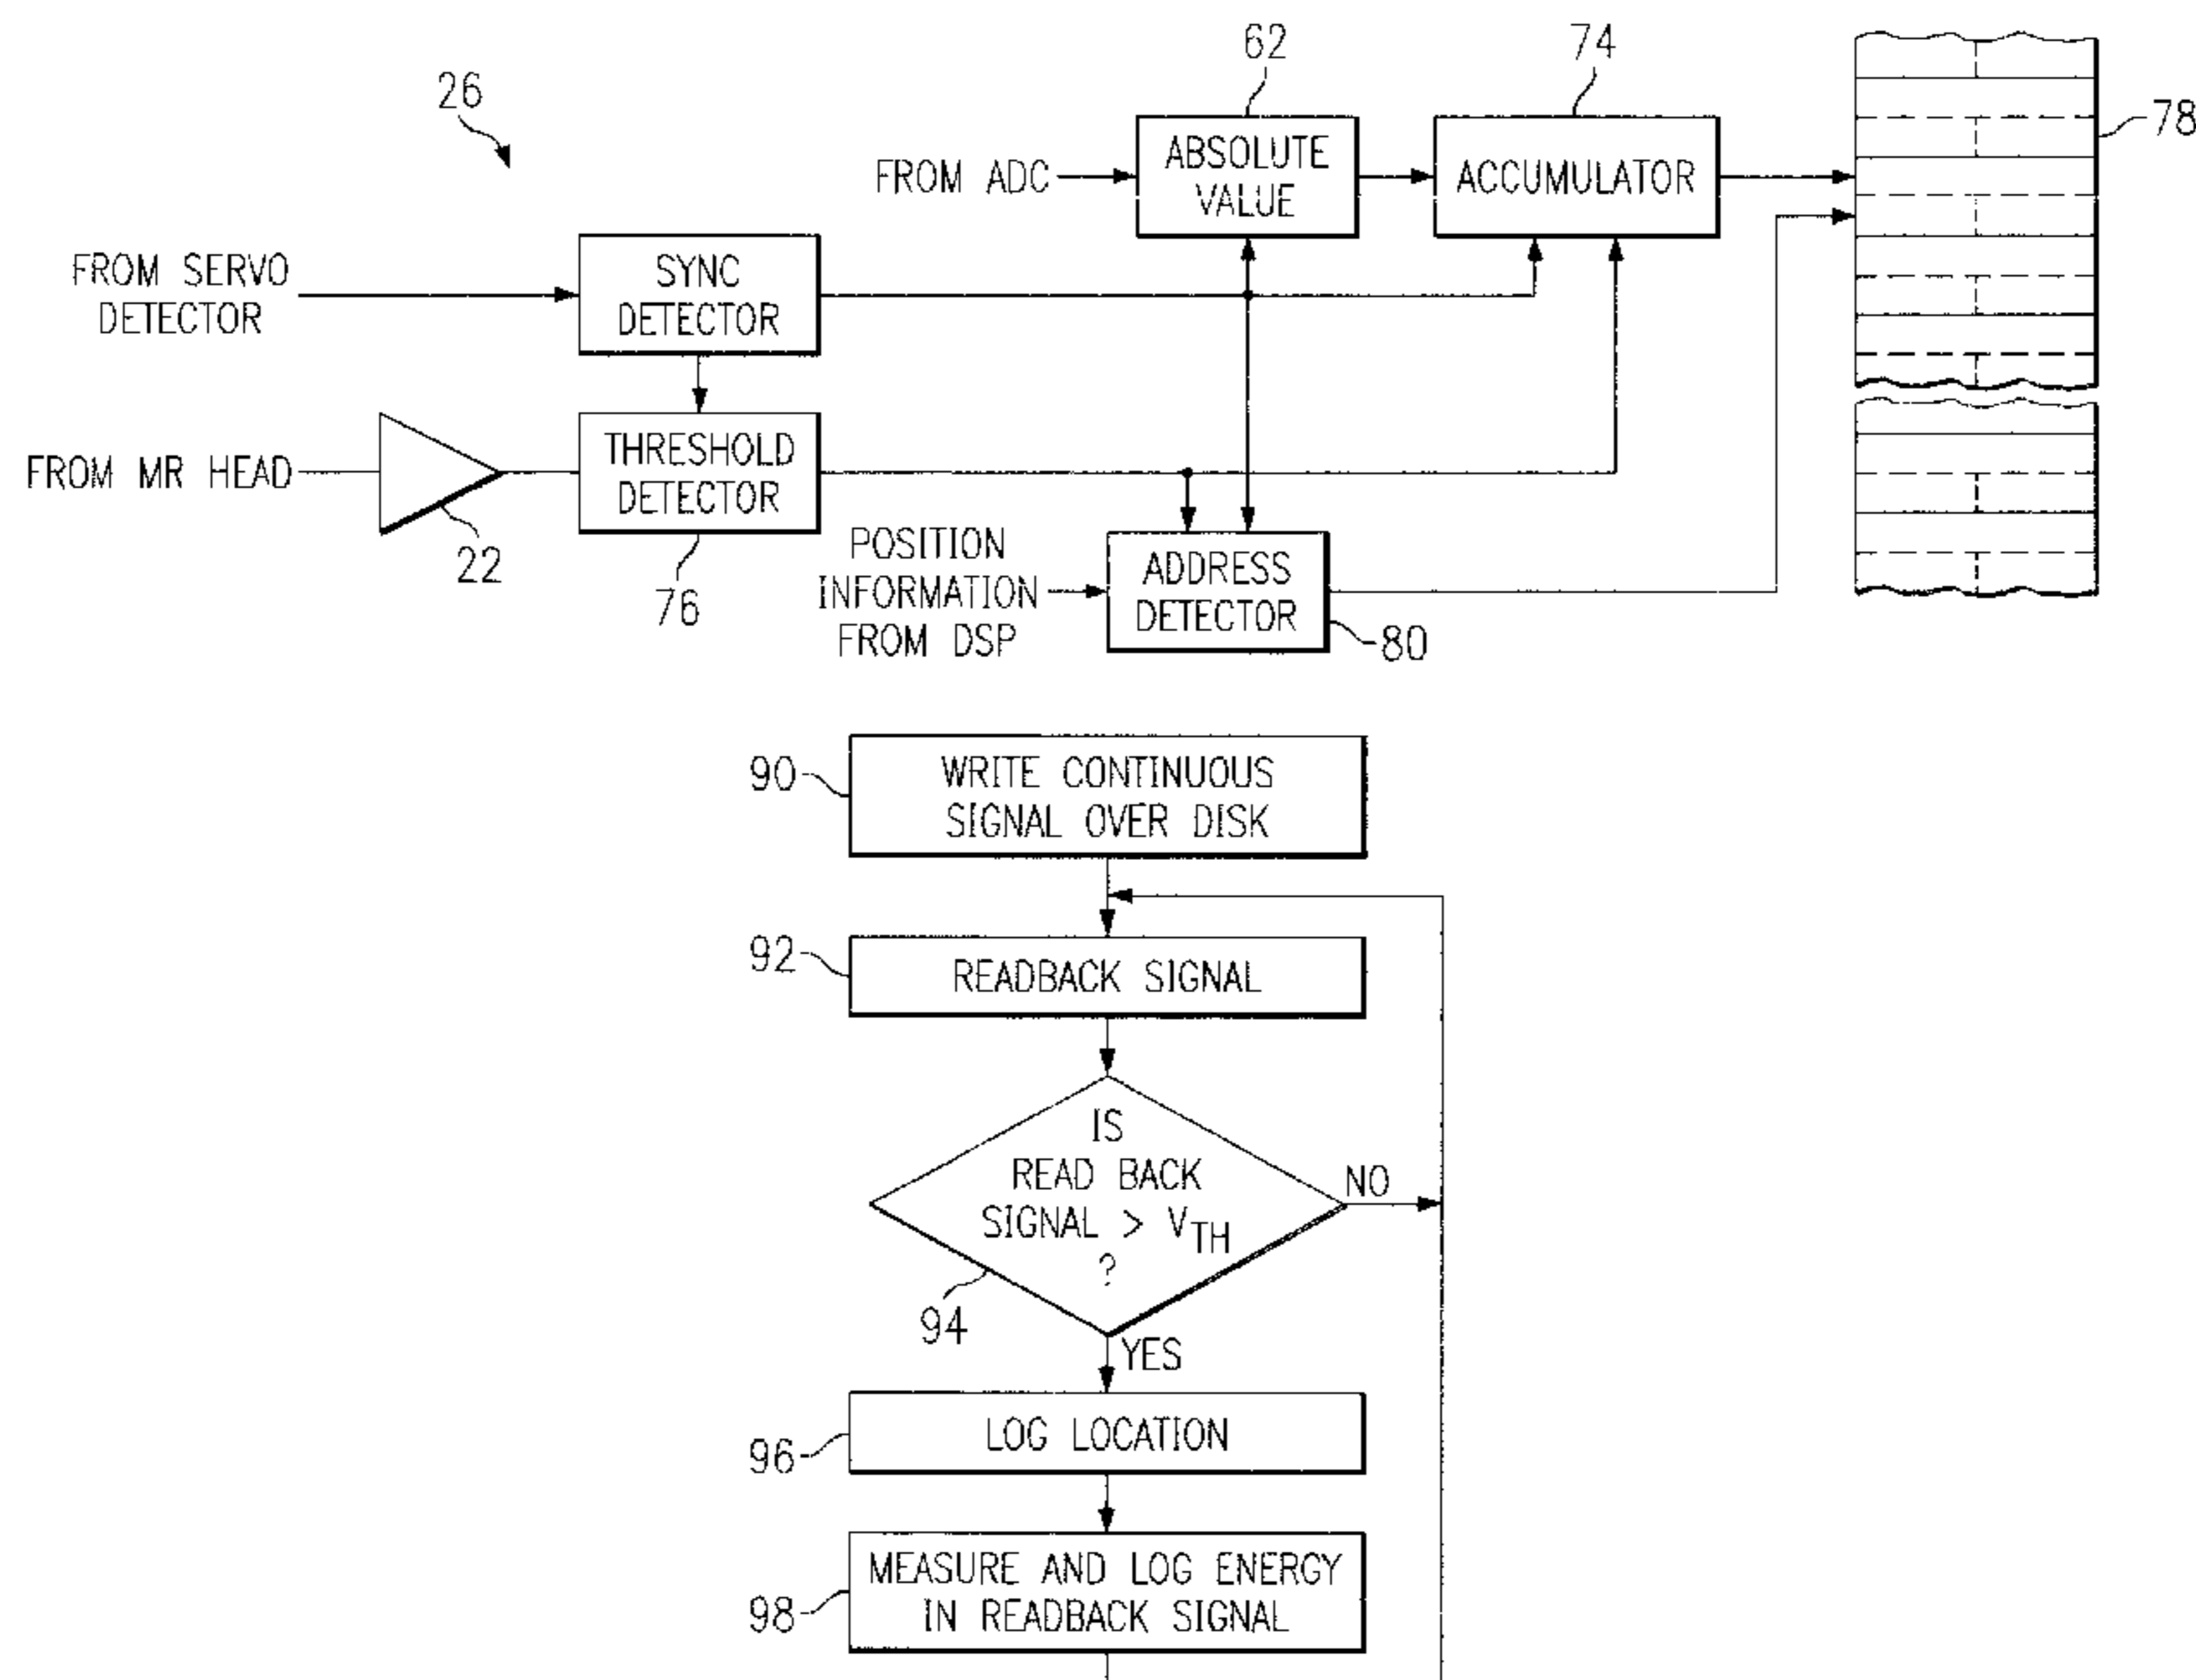 62
74
26
78
ABSOLUTE
VALUE
FROM ADC
ACCUMULATOR
FROM SERVO
DETECTOR
SYNC
DETECTOR
FROM MR HEAD
THRESHOLD
DETECTOR
22
76
POSITION
INFORMATION
FROM DSP
ADDRESS
DETECTOR
80
90
WRITE CONTINUOUS
SIGNAL OVER DISK
92
READBACK SIGNAL
IS
READ BACK
SIGNAL > VTH
?
NO
94
YES
96
LOG LOCATION
98
MEASURE AND LOG ENERGY
IN READBACK SIGNAL